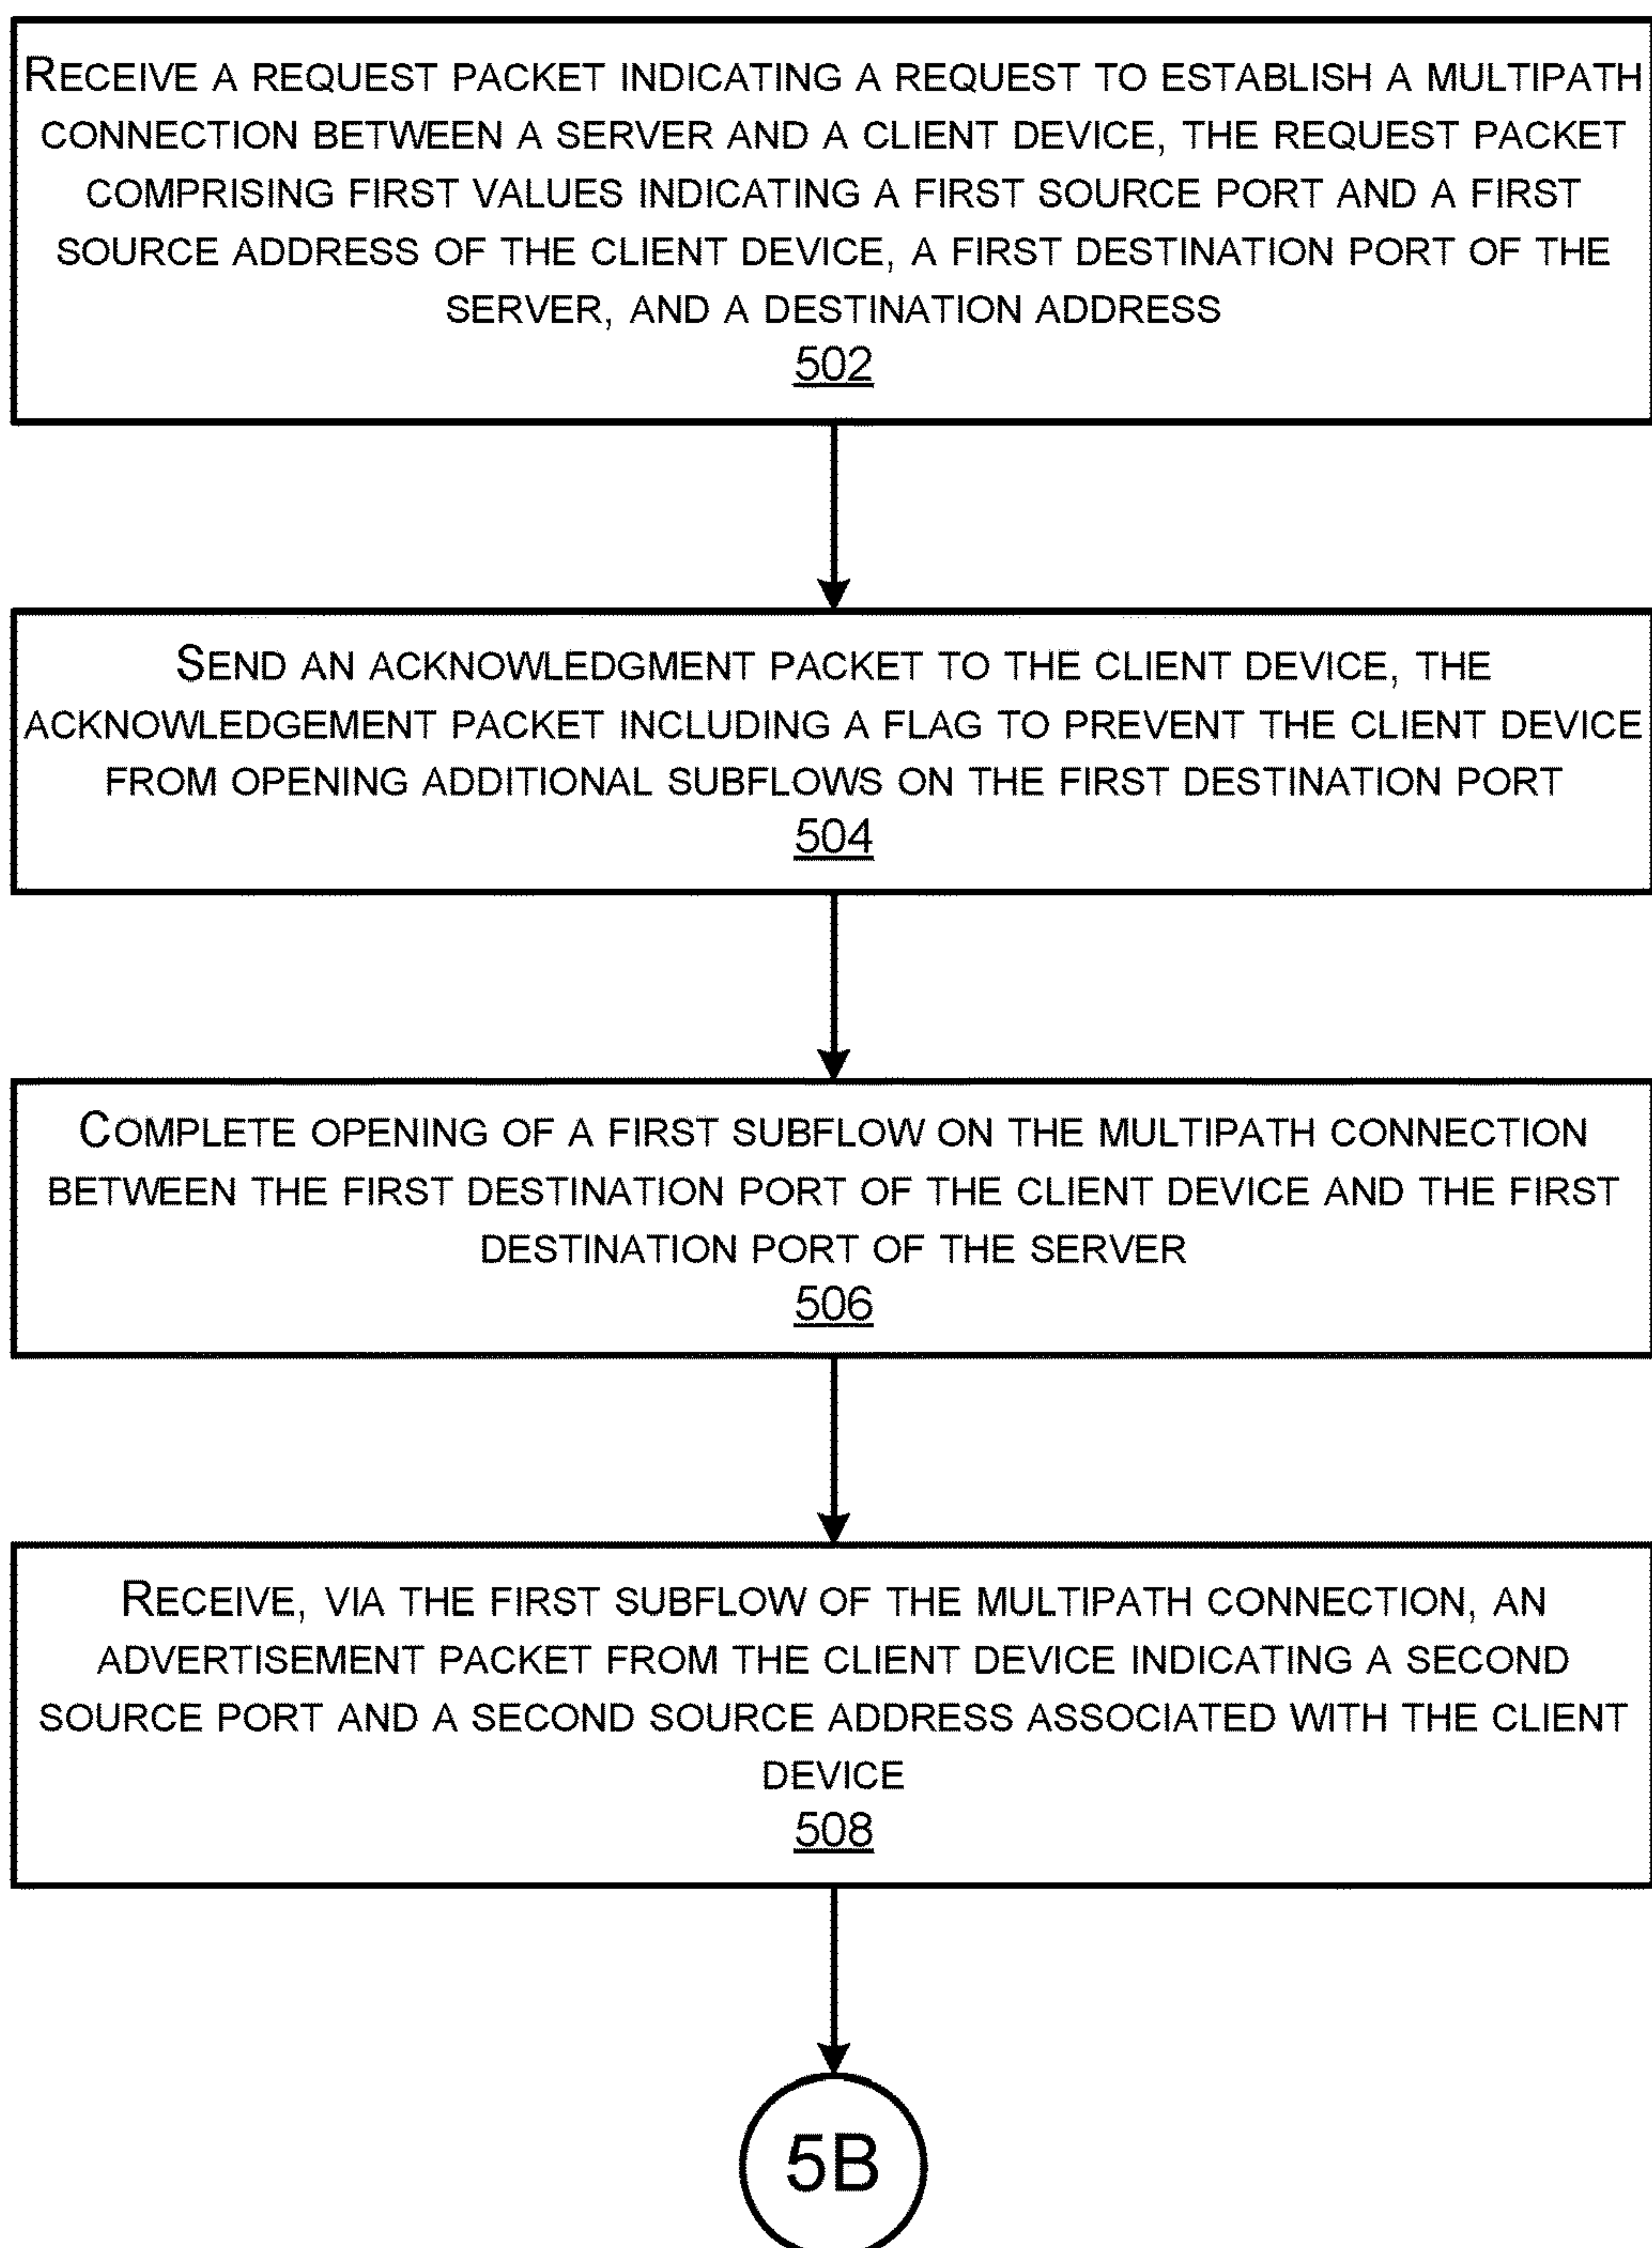 RECEIVE A REQUEST PACKET INDICATING A REQUEST TO ESTABLISH A MULTIPATH
CONNECTION BETWEEN A SERVER AND A CLIENT DEVICE, THE REQUEST PACKET
COMPRISING FIRST VALUES INDICATING A FIRST SOURCE PORT AND A FIRST
SOURCE ADDRESS OF THE CLIENT DEVICE, A FIRST DESTINATION PORT OF THE
SERVER, AND A DESTINATION ADDRESS
502
SEND AN ACKNOWLEDGMENT PACKET TO THE CLIENT DEVICE, THE
ACKNOWLEDGEMENT PACKET INCLUDING A FLAG TO PREVENT THE CLIENT DEVICE
FROM OPENING ADDITIONAL SUBFLOWS ON THE FIRST DESTINATION PORT
504
COMPLETE OPENING OF A FIRST SUBFLOW ON THE MULTIPATH CONNECTION
BETWEEN THE FIRST DESTINATION PORT OF THE CLIENT DEVICE AND THE FIRST
DESTINATION PORT OF THE SERVER
506
RECEIVE, VIA THE FIRST SUBFLOW OF THE MULTIPATH CONNECTION, AN
ADVERTISEMENT PACKET FROM THE CLIENT DEVICE INDICATING A SECOND
SOURCE PORT AND A SECOND SOURCE ADDRESS ASSOCIATED WITH THE CLIENT
DEVICE
508
5B